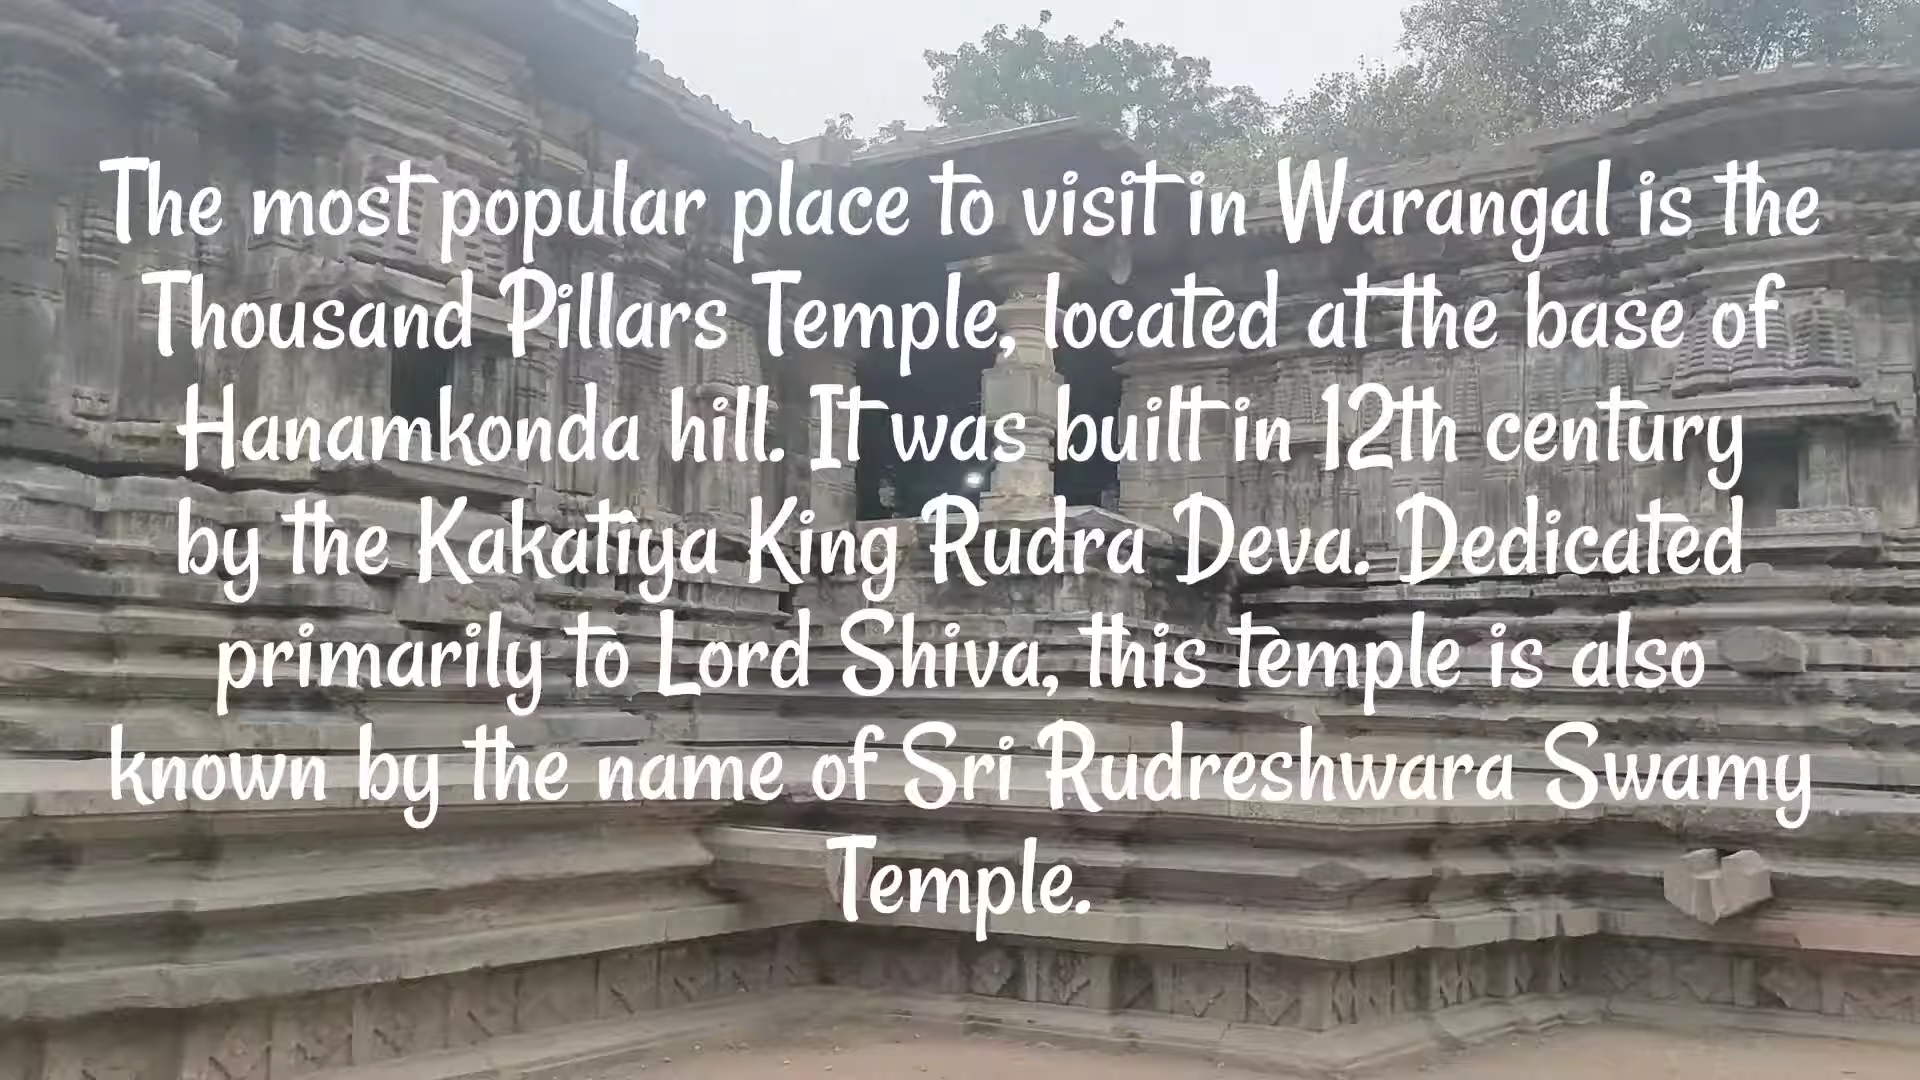 The most popular place to visit in Warangal is the
Thousand Pillars Temple, located at the base of
Hanamkonda hill. It was built in 12th century
by the Kakatiya King Rudra Deva. Dedicated
primarily to Lord Shiva, this temple is also
known by the name of Sri Rudreshwara Swamy
Temple.